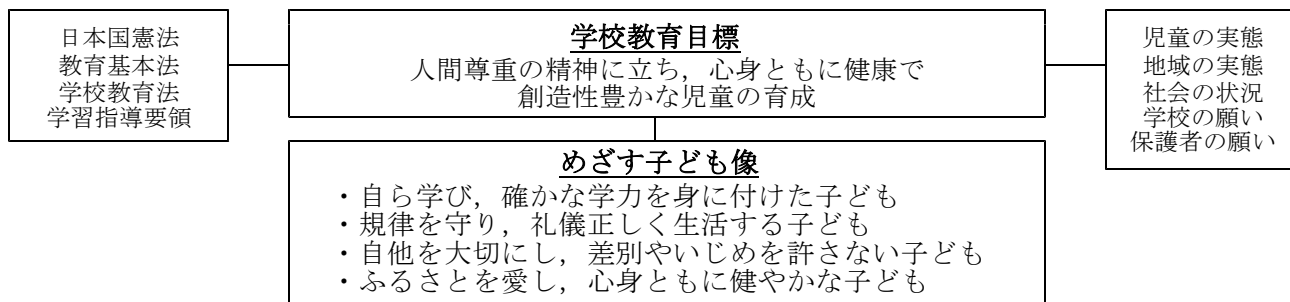 日本国憲法
教育基本法
学校教育法
学習指導要領
学校教育目標
人間尊重の精神に立ち，心身ともに健康で
創造性豊かな児童の育成
児童の実態
地域の実態
社会の状況
学校の願い
保護者の願い
めざす子ども像
・自ら学び，確かな学力を身に付けた子ども
・規律を守り，礼儀正しく生活する子ども
・自他を大切にし，差別やいじめを許さない子ども
・ふるさとを愛し，心身ともに健やかな子ども